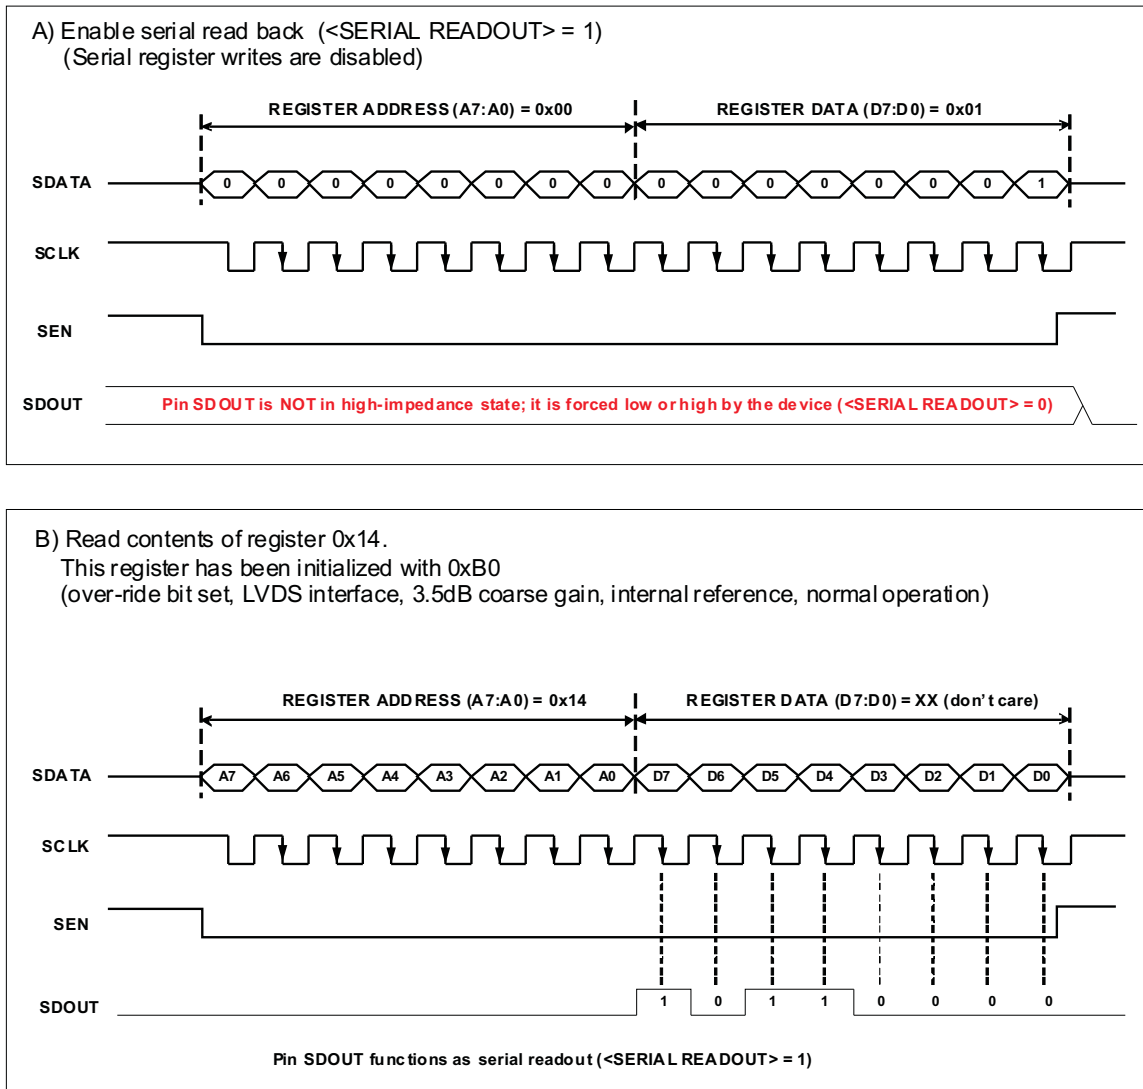 A) Enable serial read back (<SERIAL READOUT> = 1)
(Serial register writes are disabled)
REGISTER ADDRESS (A7:A0) = 0x00 REGISTER DATA (D7:D0) = 0x01
SDATA 0 0 0 0 0 0 0 0 0 0 0 0 0 0 0 1
SCLK
SEN
SDOUT Pin SDOUT is NOT in high-impedance state; it is forced low or high by the device (<SERIAL READOUT> = 0)
B) Read contents of register 0x14.
This register has been initialized with 0xB0
(over-ride bit set, LVDS interface, 3.5dB coarse gain, internal reference, normal operation)
REGISTER ADDRESS (A7:A0) = 0x14 REGISTER DATA (D7:D0) = XX (don't care)
SDATA A7 A6 A5 A4 A3 A2 A1 A0 D7 D6 D5 D4 D3 D2 D1 D0
SCLK
SEN
SDOUT 1 0 1 1 0 0 0 0
Pin SDOUT functions as serial readout (<SERIAL READOUT> = 1)